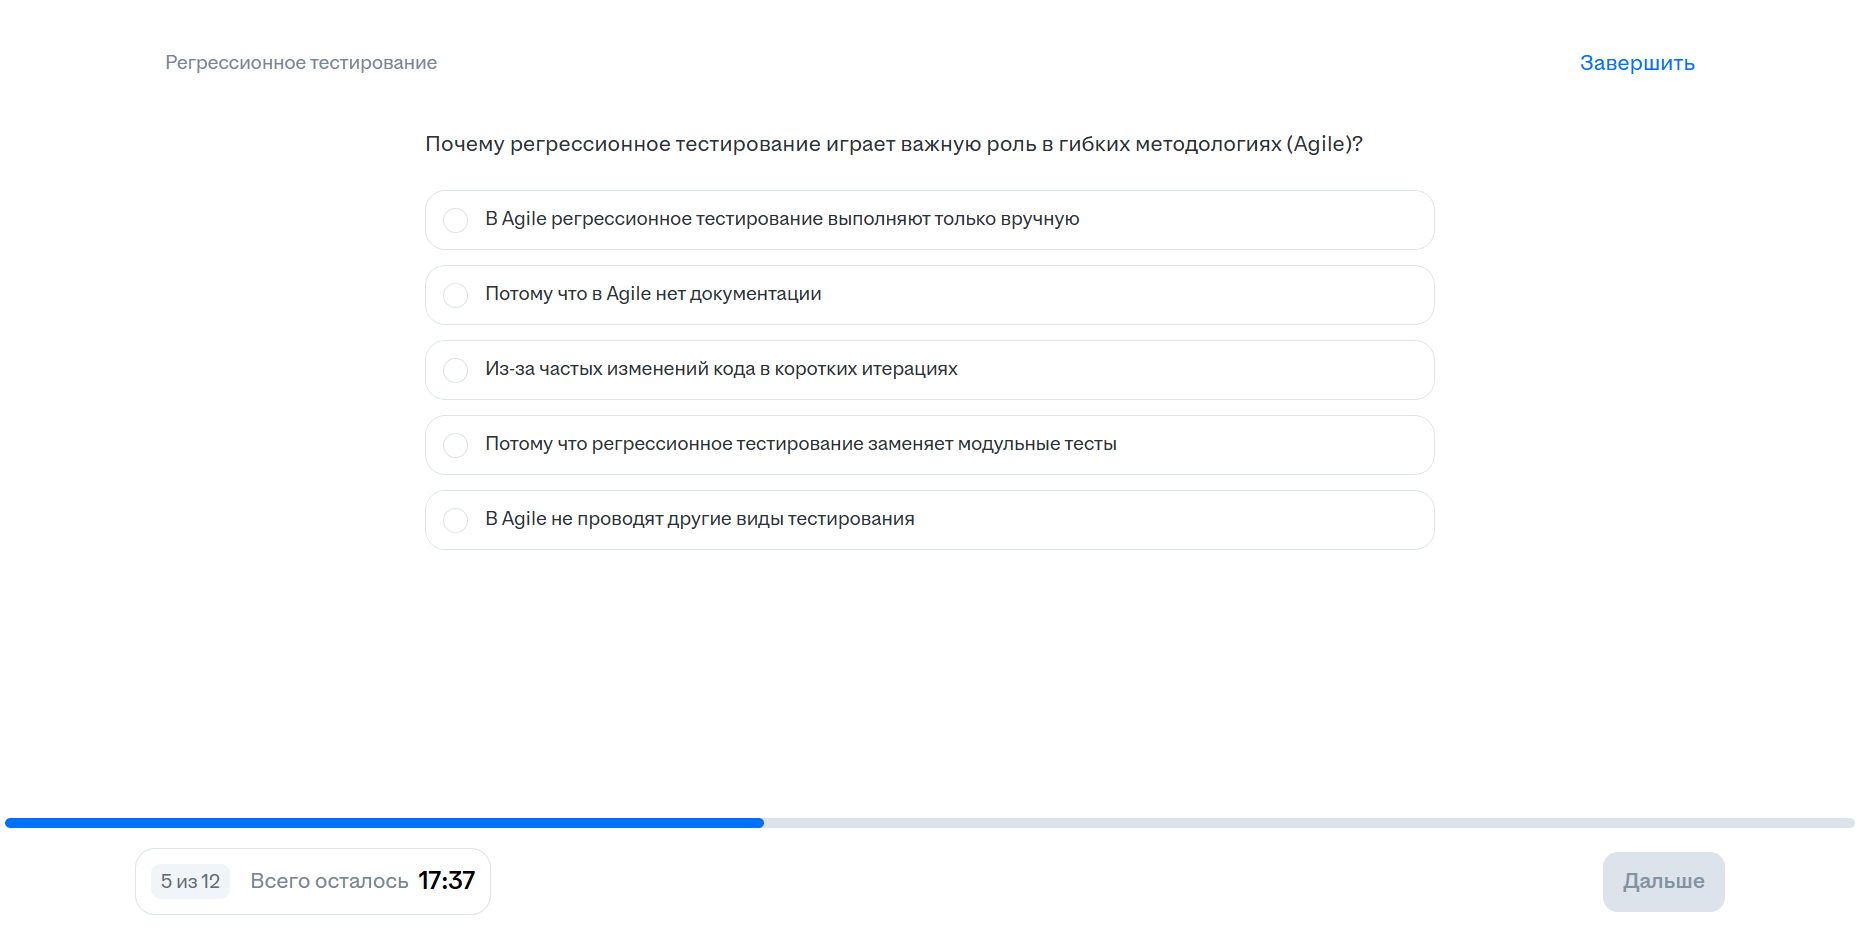 Регрессионное тестирование
Завершить
Почему регрессионное тестирование играет важную роль в гибких методологиях (Agile)?
В Agile регрессионное тестирование выполняют только вручную
Потому что в Agile нет документации
Из-за частых изменений кода в коротких итерациях
Потому что регрессионное тестирование заменяет модульные тесты
В Agile не проводят другие виды тестирования
5 из 12 Всего осталось 17:37
Дальше